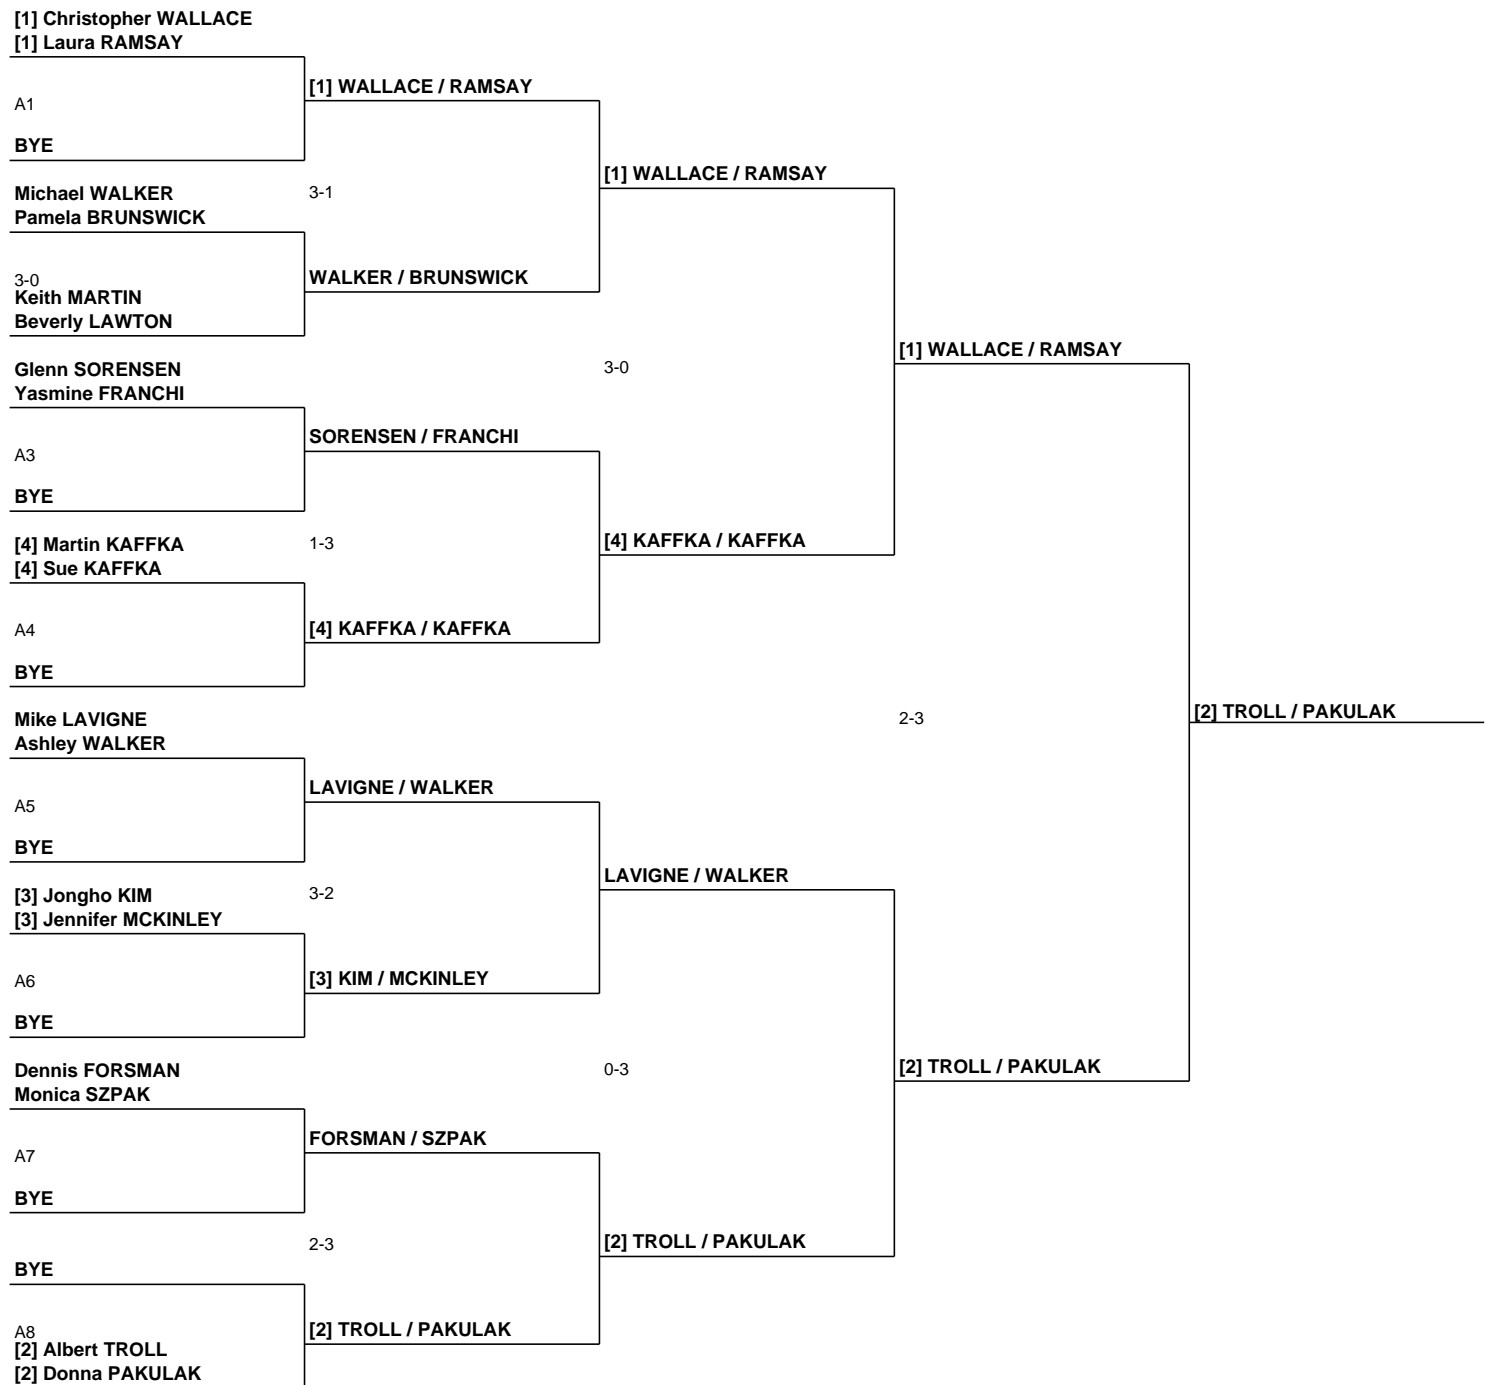 [1] Christopher WALLACE
[1] Laura RAMSAY
[1] WALLACE / RAMSAY
A1
BYE
[1] WALLACE / RAMSAY
Michael WALKER
3-1
Pamela BRUNSWICK
WALKER / BRUNSWICK
3-0
Keith MARTIN
Beverly LAWTON
[1] WALLACE / RAMSAY
Glenn SORENSEN
3-0
Yasmine FRANCHI
SORENSEN / FRANCHI
A3
BYE
[4] Martin KAFFKA
1-3
[4] KAFFKA / KAFFKA
[4] Sue KAFFKA
A4
[4] KAFFKA / KAFFKA
BYE
Mike LAVIGNE
2-3
[2] TROLL / PAKULAK
Ashley WALKER
LAVIGNE / WALKER
A5
BYE
LAVIGNE / WALKER
[3] Jongho KIM
3-2
[3] Jennifer MCKINLEY
A6
[3] KIM / MCKINLEY
BYE
Dennis FORSMAN
0-3
[2] TROLL / PAKULAK
Monica SZPAK
FORSMAN / SZPAK
A7
BYE
2-3
[2] TROLL / PAKULAK
BYE
A8
[2] TROLL / PAKULAK
[2] Albert TROLL
[2] Donna PAKULAK